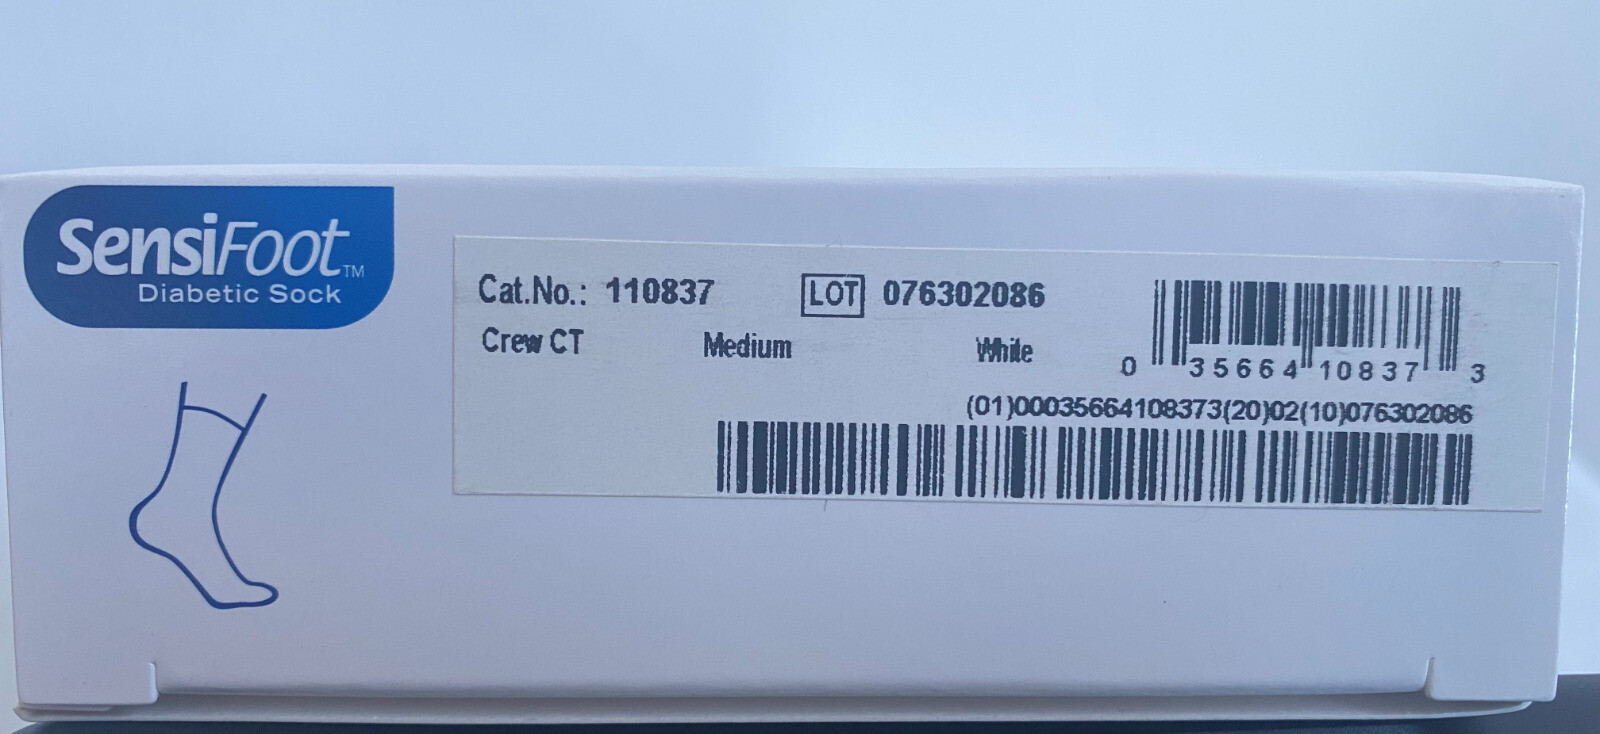 SensiFoot™
Diabetic Sock
Cat.No.: 110837 LOT 076302086
Crew CT Medium White
0 35664 10837 3
(01)00035664108373(20)02(10)076302086